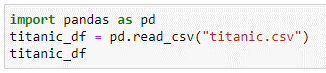 import pandas as pd
titanic_df = pd.read_csv("titanic.csv")
titanic_df